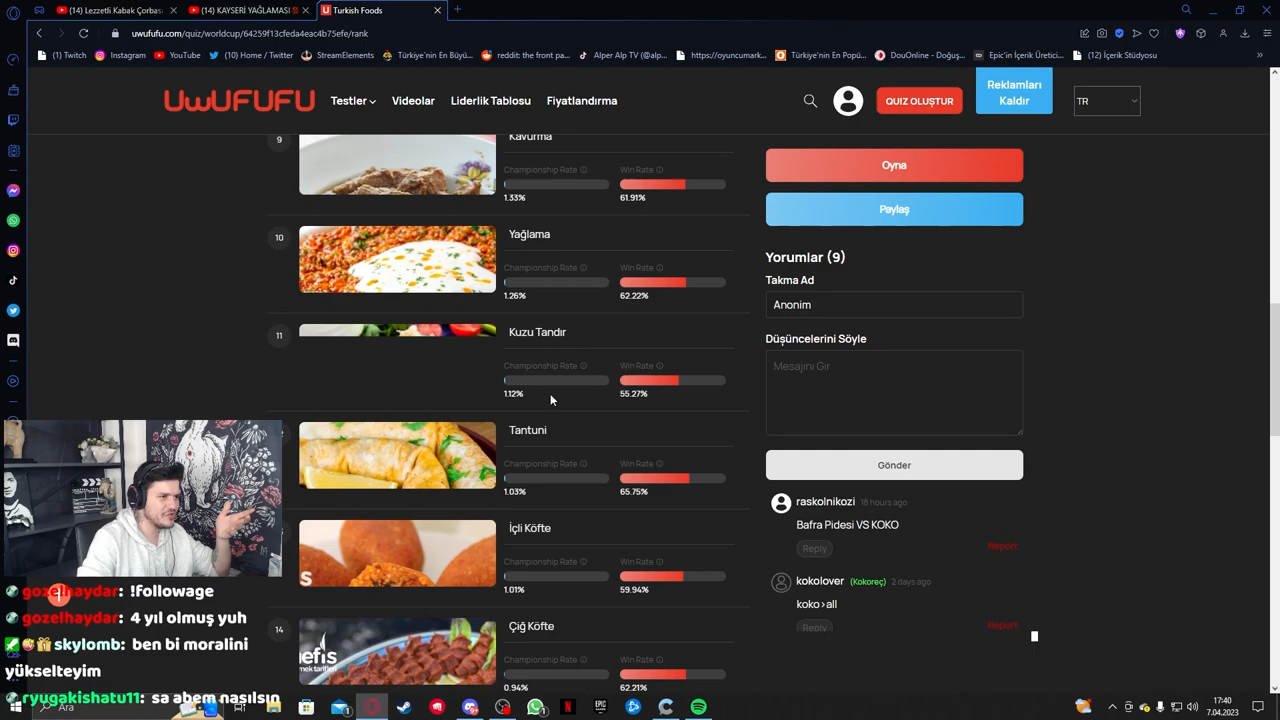 (14) Lezzetli Kabak Çorbası
(14) KAYSERİ YAĞLAMASI
Turkish Foods
uwufufu.com/quiz/worldcup/64259f13cfeda4eac4b75efe/rank
(1) Twitch
Instagram
YouTube
(10) Home / Twitter
StreamElements
Türkiye'nin En Büyü...
reddit: the front pa...
Alper Alp TV (@alp...
https://oyuncumark...
Türkiye'nin En Popü...
DouOnline - Doğuş...
Epic'in İçerik Üretici...
(12) İçerik Stüdyosu
UwUFUFU
Testler
Videolar
Liderlik Tablosu
Fiyatlandırma
QUIZ OLUŞTUR
Reklamları
Kaldır
TR
9
Kavurma
Championship Rate
Win Rate
1.33%
61.91%
10
Yağlama
Championship Rate
Win Rate
1.26%
62.22%
11
Kuzu Tandır
Championship Rate
Win Rate
1.12%
55.27%
Tantuni
Championship Rate
Win Rate
1.03%
65.75%
İçli Köfte
Championship Rate
Win Rate
1.01%
59.94%
14
Çiğ Köfte
Championship Rate
Win Rate
0.94%
62.21%
Oyna
Paylaş
Yorumlar (9)
Takma Ad
Anonim
Düşüncelerini Söyle
Mesajını Gir
Gönder
raskolnikozi 18 hours ago
Bafra Pidesi VS KOKO
Reply
Report
kokolover (Kokoreç) 2 days ago
koko>all
Reply
Report
gozelhaydar: !followage
gozelhaydar: 4 yıl olmuş yuh
skylomb: ben bi moralini
yükselteyim
ryugakishatu11: sa abem nasılsın
Ara
17:40
7.04.2023